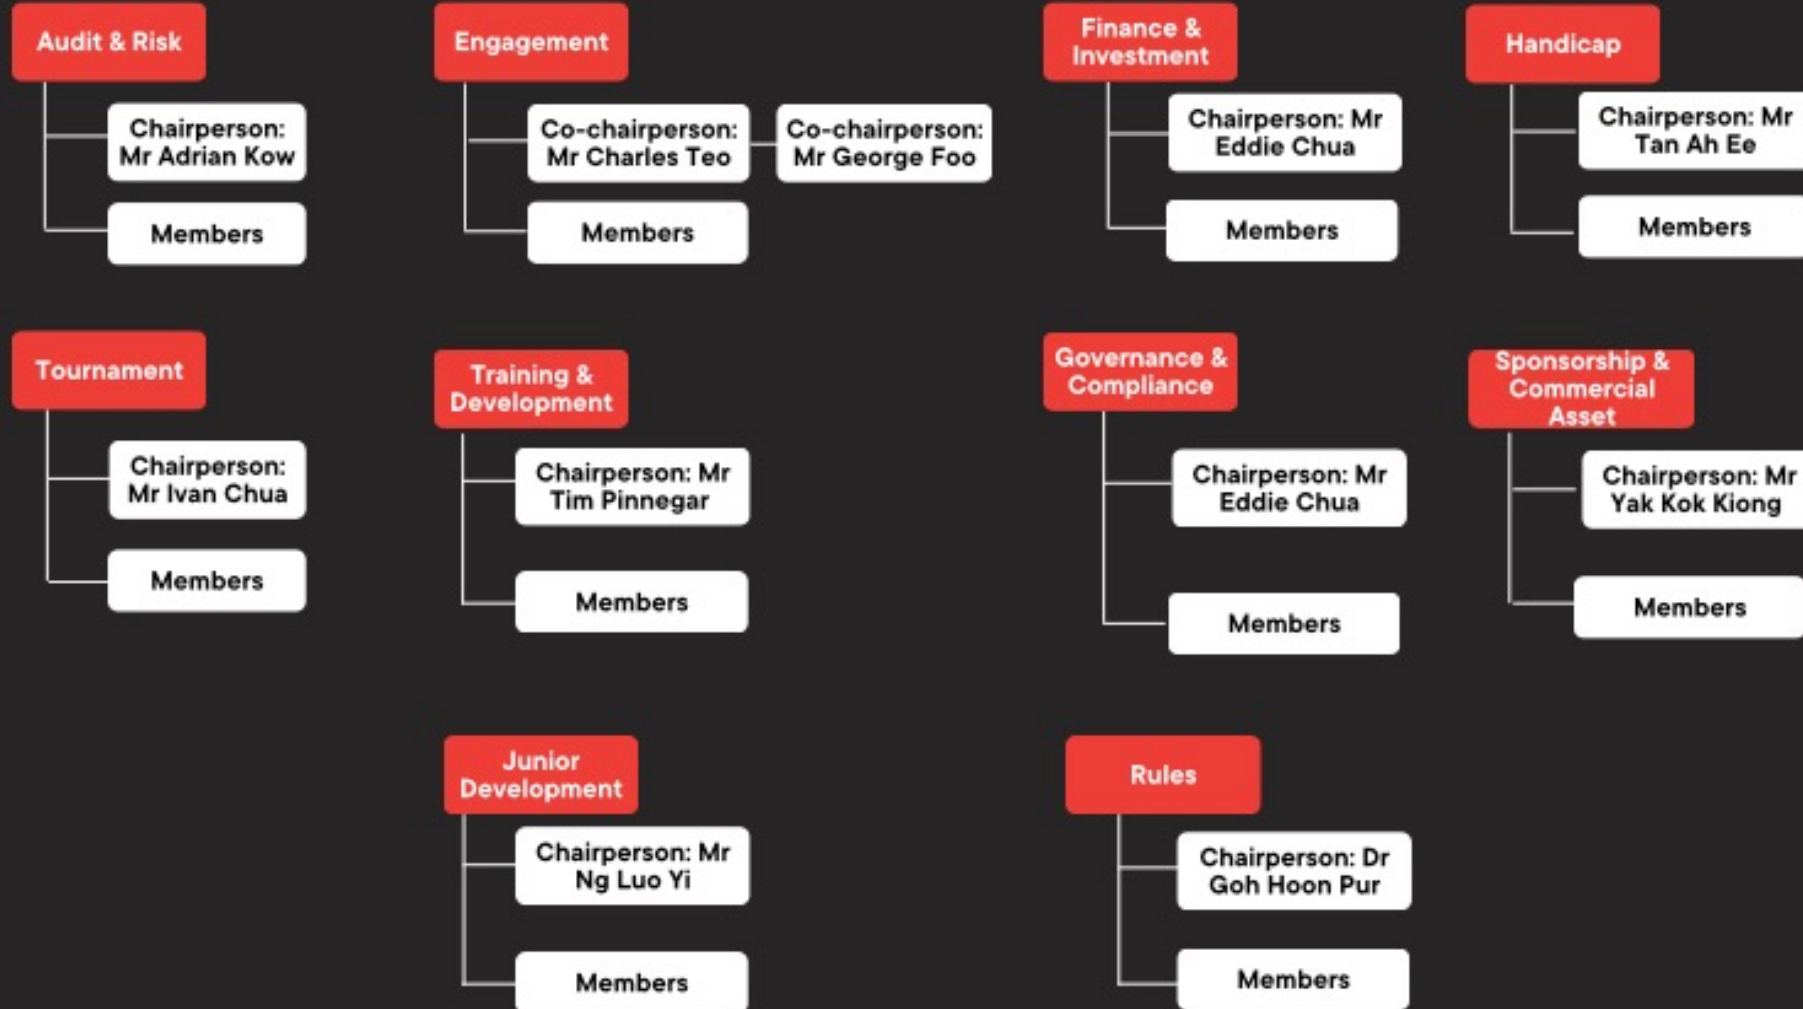 Audit & Risk
Chairperson:
Mr Adrian Kow
Members
Engagement
Co-chairperson:
Mr Charles Teo
Co-chairperson:
Mr George Foo
Members
Finance &
Investment
Chairperson: Mr
Eddie Chua
Members
Handicap
Chairperson: Mr
Tan Ah Ee
Members
Tournament
Chairperson:
Mr Ivan Chua
Members
Training &
Development
Chairperson: Mr
Tim Pinnegar
Members
Governance &
Compliance
Chairperson: Mr
Eddie Chua
Members
Sponsorship &
Commercial
Asset
Chairperson: Mr
Yak Kok Kiong
Members
Junior
Development
Chairperson: Mr
Ng Luo Yi
Members
Rules
Chairperson: Dr
Goh Hoon Pur
Members